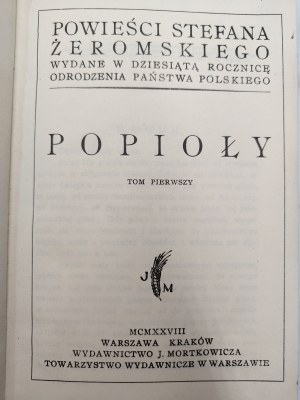 POWIEŚCI STEFANA
ŻEROMSKIEGO
WYDANE W DZIESIĄTĄ ROCZNICĘ
ODRODZENIA PAŃSTWA POLSKIEGO
POPIOŁY
TOM PIERWSZY
J M
MCMXXVIII
WARSZAWA KRAKÓW
WYDAWNICTWO J. MORTKOWICZA
TOWARZYSTWO WYDAWNICZE W WARSZAWIE